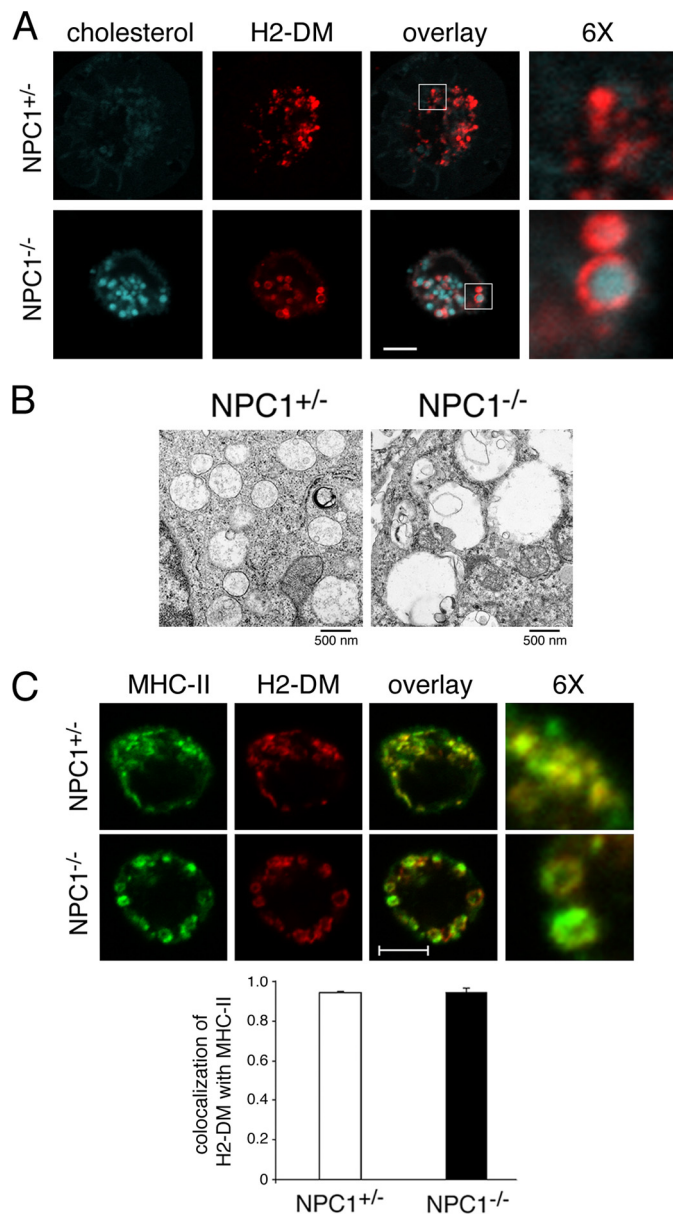 A
cholesterol H2-DM overlay 6X
NPC1+/-
NPC1-/-
B
NPC1+/- NPC1-/-
500 nm 500 nm
C
MHC-II H2-DM overlay 6X
NPC1+/-
NPC1-/-
colocalization of
H2-DM with MHC-II
1.0
0.8
0.6
0.4
0.2
0
NPC1+/- NPC1-/-